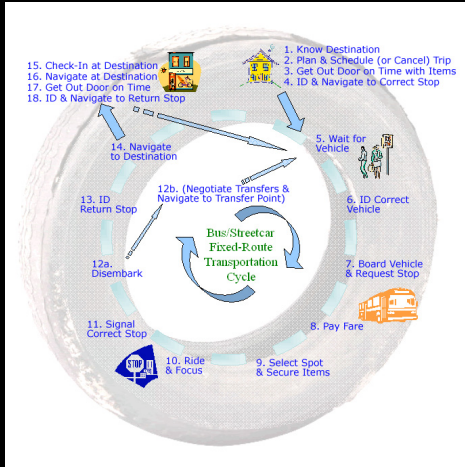 1. Know Destination
2. Plan & Schedule (or Cancel) Trip
3. Get Out Door on Time with Items
4. ID & Navigate to Correct Stop
5. Wait for
Vehicle
6. ID Correct
Vehicle
7. Board Vehicle
& Request Stop
8. Pay Fare
9. Select Spot
& Secure Items
10. Ride
& Focus
11. Signal
Correct Stop
STOP
12a.
Disembark
12b. (Negotiate Transfers &
Navigate to Transfer Point)
13. ID
Return Stop
14. Navigate
to Destination
15. Check-In at Destination
16. Navigate at Destination
17. Get Out Door on Time
18. ID & Navigate to Return Stop
Bus/Streetcar
Fixed-Route
Transportation
Cycle